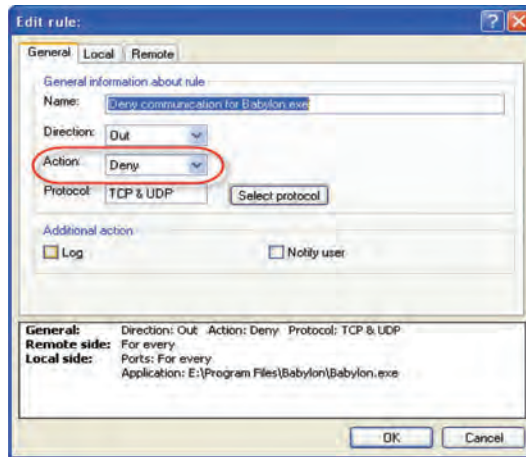 Edit rule:
General Local Remote
General information about rule
Name: Deny communication for Babylon.exe
Direction: Out
Action: Deny
Protocol: TCP & UDP Select protocol
Additional action
Log Notify user
General: Direction: Out Action: Deny Protocol: TCP & UDP
Remote side: For every
Local side: Ports: For every
Application: E:\Program Files\Babylon\Babylon.exe
OK Cancel